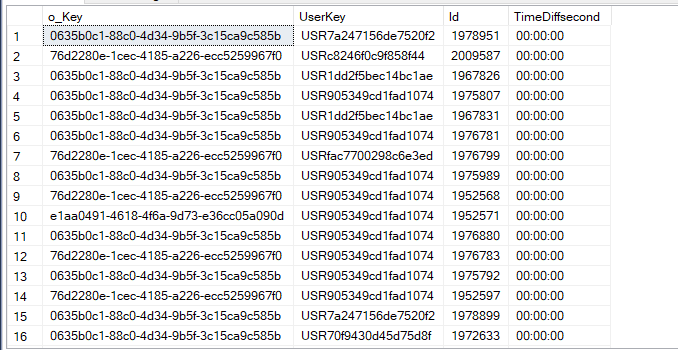 o_Key UserKey Id TimeDiffsecond
1 0635b0c1-88c0-4d34-9b5f-3c15ca9c585b USR7a247156de7520f2 1978951 00:00:00
2 76d2280e-1cec-4185-a226-ecc5259967f0 USRc8246f0c9f858f44 2009587 00:00:00
3 0635b0c1-88c0-4d34-9b5f-3c15ca9c585b USR1dd2f5bec14bc1ae 1967826 00:00:00
4 0635b0c1-88c0-4d34-9b5f-3c15ca9c585b USR905349cd1fad1074 1975807 00:00:00
5 0635b0c1-88c0-4d34-9b5f-3c15ca9c585b USR1dd2f5bec14bc1ae 1967831 00:00:00
6 0635b0c1-88c0-4d34-9b5f-3c15ca9c585b USR905349cd1fad1074 1976781 00:00:00
7 76d2280e-1cec-4185-a226-ecc5259967f0 USRfac7700298c6e3ed 1976799 00:00:00
8 0635b0c1-88c0-4d34-9b5f-3c15ca9c585b USR905349cd1fad1074 1975989 00:00:00
9 76d2280e-1cec-4185-a226-ecc5259967f0 USR905349cd1fad1074 1952568 00:00:00
10 e1aa0491-4618-4f6a-9d73-e36cc05a090d USR905349cd1fad1074 1952571 00:00:00
11 0635b0c1-88c0-4d34-9b5f-3c15ca9c585b USR905349cd1fad1074 1976880 00:00:00
12 76d2280e-1cec-4185-a226-ecc5259967f0 USR905349cd1fad1074 1976783 00:00:00
13 0635b0c1-88c0-4d34-9b5f-3c15ca9c585b USR905349cd1fad1074 1975792 00:00:00
14 76d2280e-1cec-4185-a226-ecc5259967f0 USR905349cd1fad1074 1952597 00:00:00
15 0635b0c1-88c0-4d34-9b5f-3c15ca9c585b USR7a247156de7520f2 1978899 00:00:00
16 0635b0c1-88c0-4d34-9b5f-3c15ca9c585b USR70f9430d45d75d8f 1972633 00:00:00